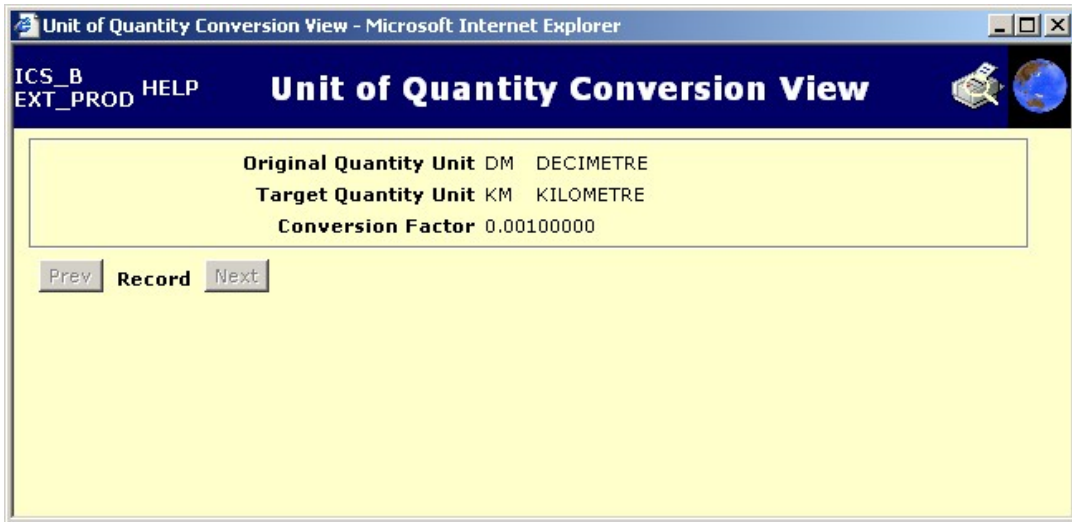 Unit of Quantity Conversion View - Microsoft Internet Explorer
ICS_B
EXT_PROD HELP Unit of Quantity Conversion View
Original Quantity Unit DM DECIMETRE
Target Quantity Unit KM KILOMETRE
Conversion Factor 0.00100000
Prev Record Next